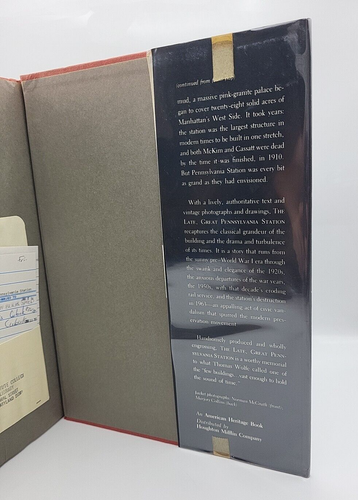 (continued from
mud, a massive pink-granite palace be-
gan to cover twenty-eight solid acres of
Manhattan's West Side. It took years
the station was the largest structure in
modern times to be built in one stretch,
and both McKim and Cassatt were dead
by the time it was finished, in 1910.
But Pennsylvania Station was every bit
as grand as they had envisioned.
With a lively, authoritative text and
vintage photographs and drawings, THE
LATE, GREAT PENNSYLVANIA STATION
recaptures the classical grandeur of the
building and the drama and turbulence
of its times. It is a story that runs from
the pre-World War I era through
the and elegance of the 1920s,
the anxious departures of the war years,
the 1950s, with that decade's eroding
rail service, and the station's destruction
in appalling act of civic van-
dalism that spurred the modern pres-
ervation movement.
Handsomely produced and wholly
engrossing, THE LATE, GREAT PENN-
SYLVANIA STATION is a worthy memorial
to what Thomas Wolfe called one of
the few buildings vast enough to hold
the sound of time.
Jacket photographs: Norman McGrath (front),
An American Heritage Book
Distributed by
Houghton Mifflin Company